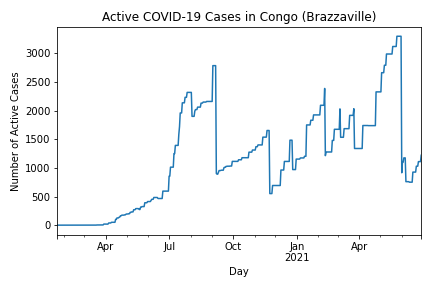 Active COVID-19 Cases in Congo (Brazzaville)
3000
2500
2000
1500
1000
500
0
Number of Active Cases
Apr
Jul
Oct
Jan
2021
Apr
Day